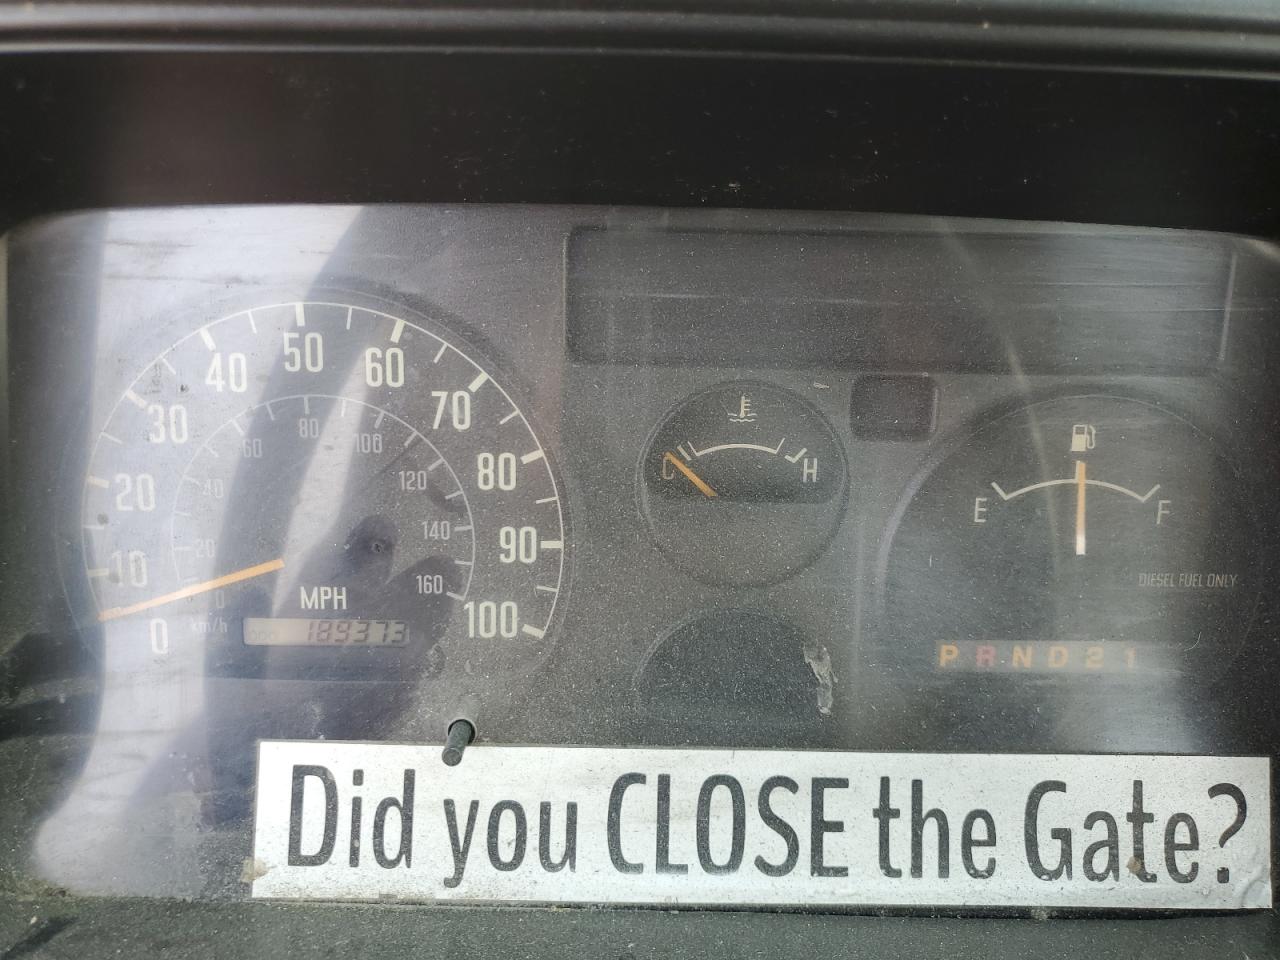 50
40 60
30 70
20 80
10 90
0 100
80
60 100
40 120
20 140
0 160
km/h
MPH
189373
C H
E F
DIESEL FUEL ONLY
P R N D 2 1
Did you CLOSE the Gate?